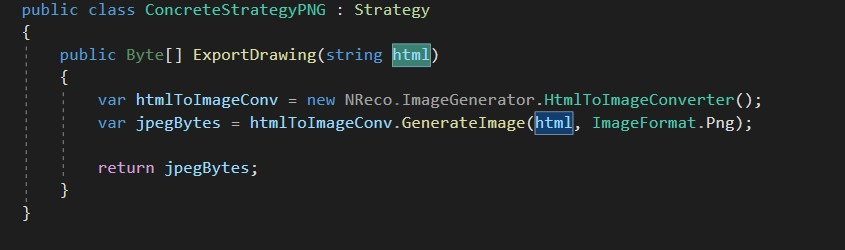 public class ConcreteStrategyPNG : Strategy
{
public Byte[] ExportDrawing(string html)
{
var htmlToImageConv = new NReco.ImageGenerator.HtmlToImageConverter();
var jpegBytes = htmlToImageConv.GenerateImage(html, ImageFormat.Png);
return jpegBytes;
}
}